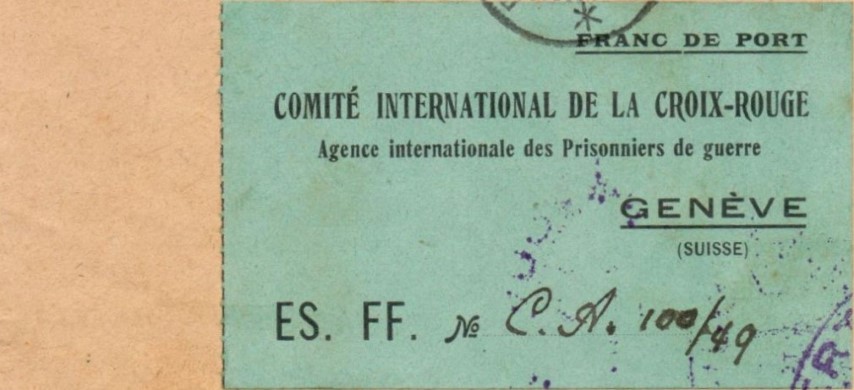 FRANC DE PORT
COMITÉ INTERNATIONAL DE LA CROIX-ROUGE
Agence internationale des Prisonniers de guerre
GENÈVE
(SUISSE)
ES. FF. № C. A. 100/49